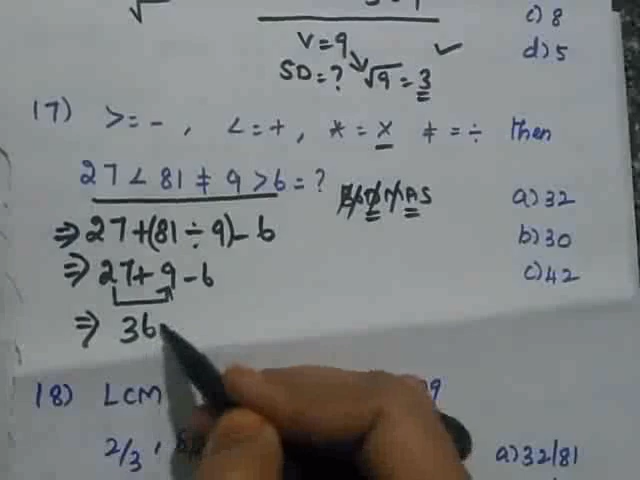 c) 8
V = 9
SD = ? √9 = 3
d) 5
17) > = - , < = + , * = × ≠ = ÷ then
27 < 81 ≠ 9 > 6 = ?
BODMAS
a) 32
⇒ 27 + (81 ÷ 9) - 6
b) 30
⇒ 27 + 9 - 6
c) 42
⇒ 36
18) LCM
2/3 ,
a) 32/81